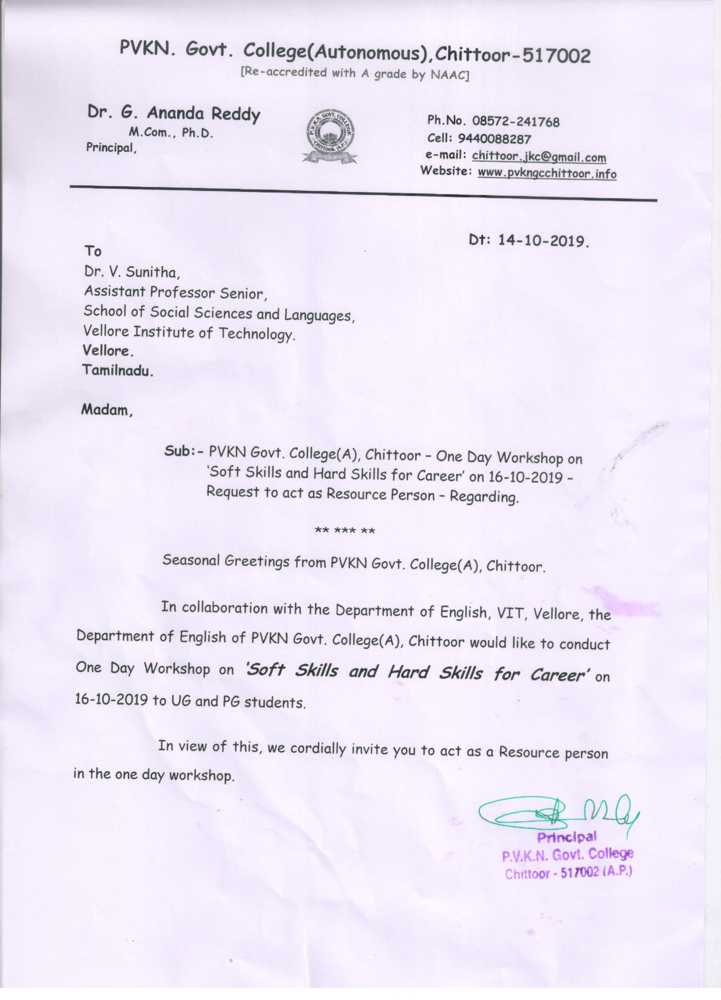 PVKN. Govt. College(Autonomous),Chittoor-517002
[Re-accredited with A grade by NAAC]
Dr. G. Ananda Reddy
M.Com., Ph.D.
Principal,
P.V.K.N. GOVT. COLLEGE
CHITTOOR. (A.P.)
Ph.No. 08572-241768
Cell: 9440088287
e-mail: chittoor.jkc@gmail.com
Website: www.pvkngcchittoor.info
Dt: 14-10-2019.
To
Dr. V. Sunitha,
Assistant Professor Senior,
School of Social Sciences and Languages,
Vellore Institute of Technology.
Vellore.
Tamilnadu.
Madam,
Sub:- PVKN Govt. College(A), Chittoor – One Day Workshop on
'Soft Skills and Hard Skills for Career' on 16-10-2019 –
Request to act as Resource Person – Regarding.
** *** **
Seasonal Greetings from PVKN Govt. College(A), Chittoor.
In collaboration with the Department of English, VIT, Vellore, the
Department of English of PVKN Govt. College(A), Chittoor would like to conduct
One Day Workshop on 'Soft Skills and Hard Skills for Career' on
16-10-2019 to UG and PG students.
In view of this, we cordially invite you to act as a Resource person
in the one day workshop.
Principal
P.V.K.N. Govt. College
Chittoor - 517002 (A.P.)